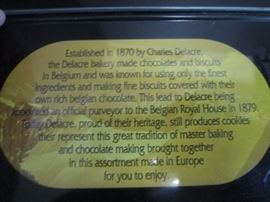 Established in 1870 by Charles Delacre,
the Delacre bakery made chocolates and biscuits
In Belgium and was known for using only the finest
ingredients and making fine biscuits covered with their
own rich belgian chocolate. This lead to Delacre being
appointed an official purveyor to the Belgian Royal House in 1879.
Today Delacre, proud of their heritage, still produces cookies
their represent this great tradition of master baking
and chocolate making brought together
in this assortment made in Europe
for you to enjoy